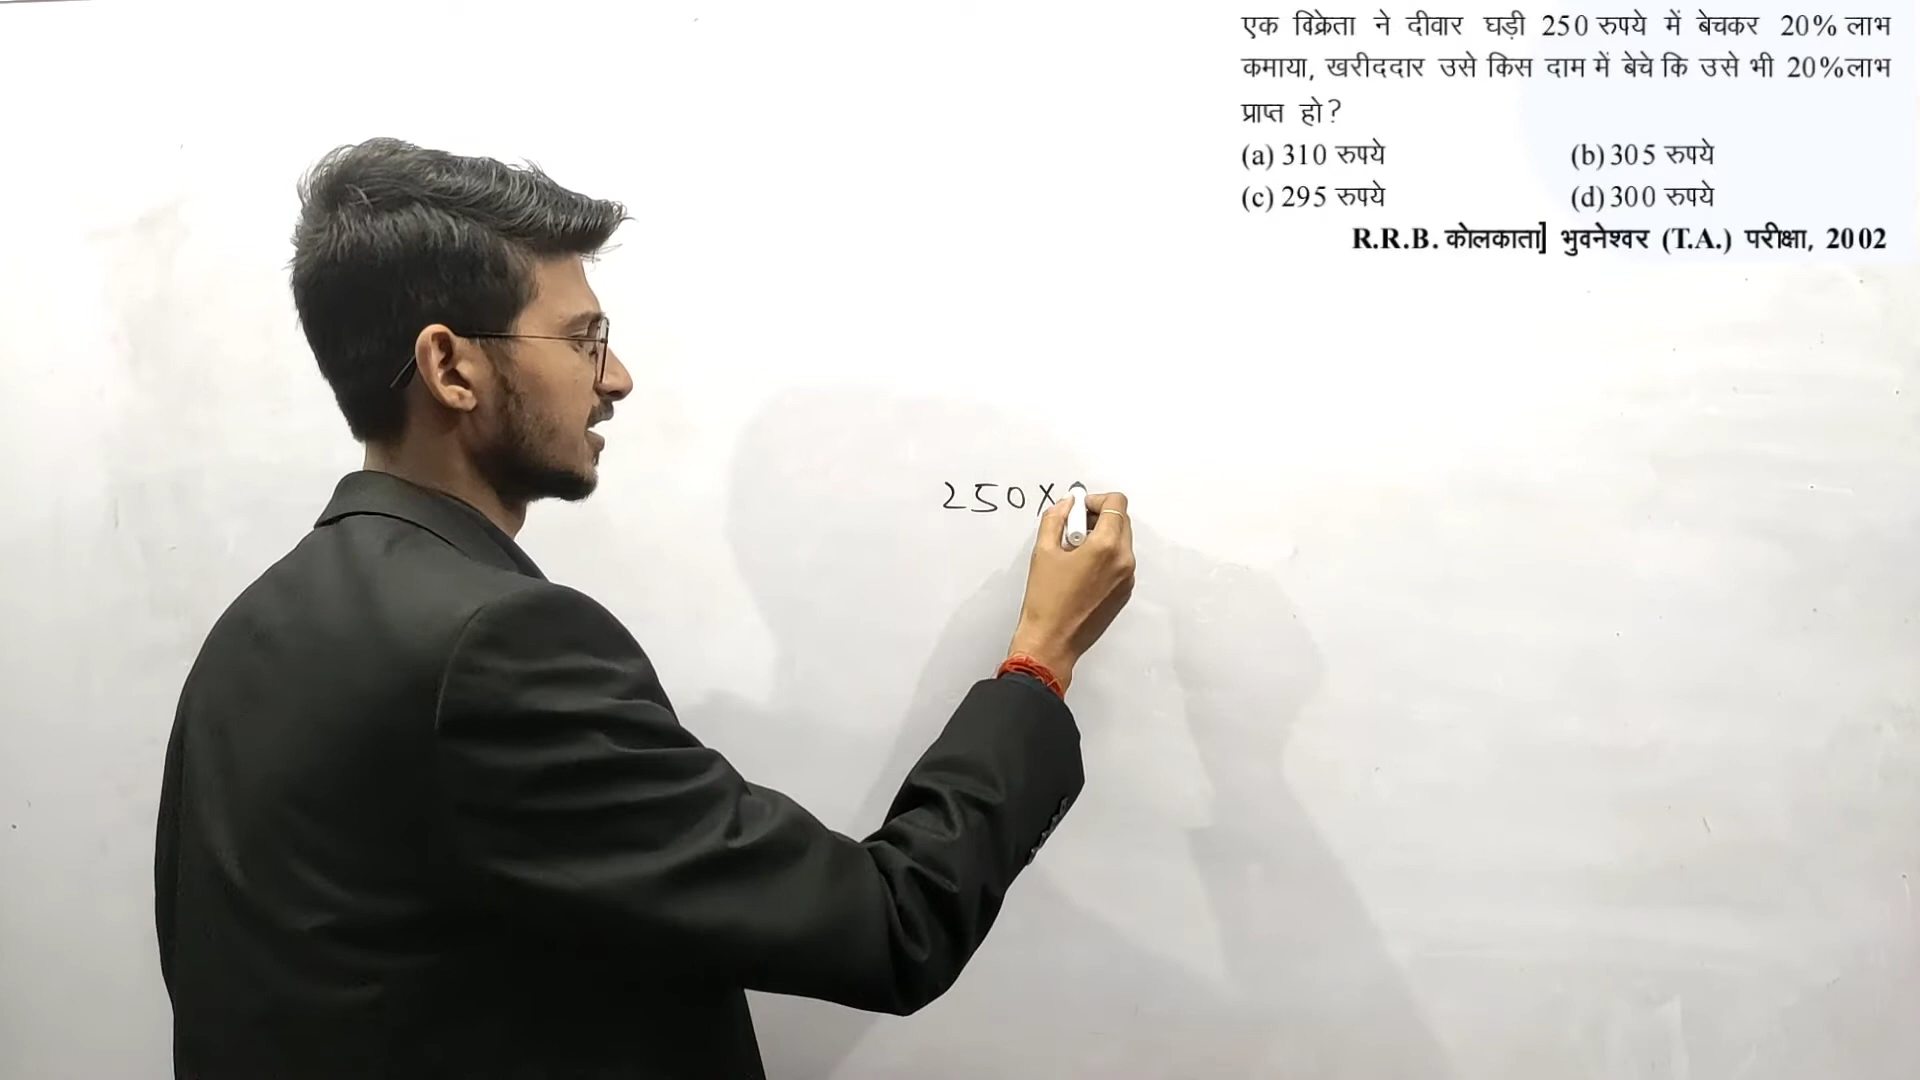 एक विक्रेता ने दीवार घड़ी 250 रुपये में बेचकर 20% लाभ
कमाया, खरीददार उसे किस दाम में बेचे कि उसे भी 20%लाभ
प्राप्त हो?
(a) 310 रुपये (b) 305 रुपये
(c) 295 रुपये (d) 300 रुपये
R.R.B. कोलकाता] भुवनेश्वर (T.A.) परीक्षा, 2002
250 X